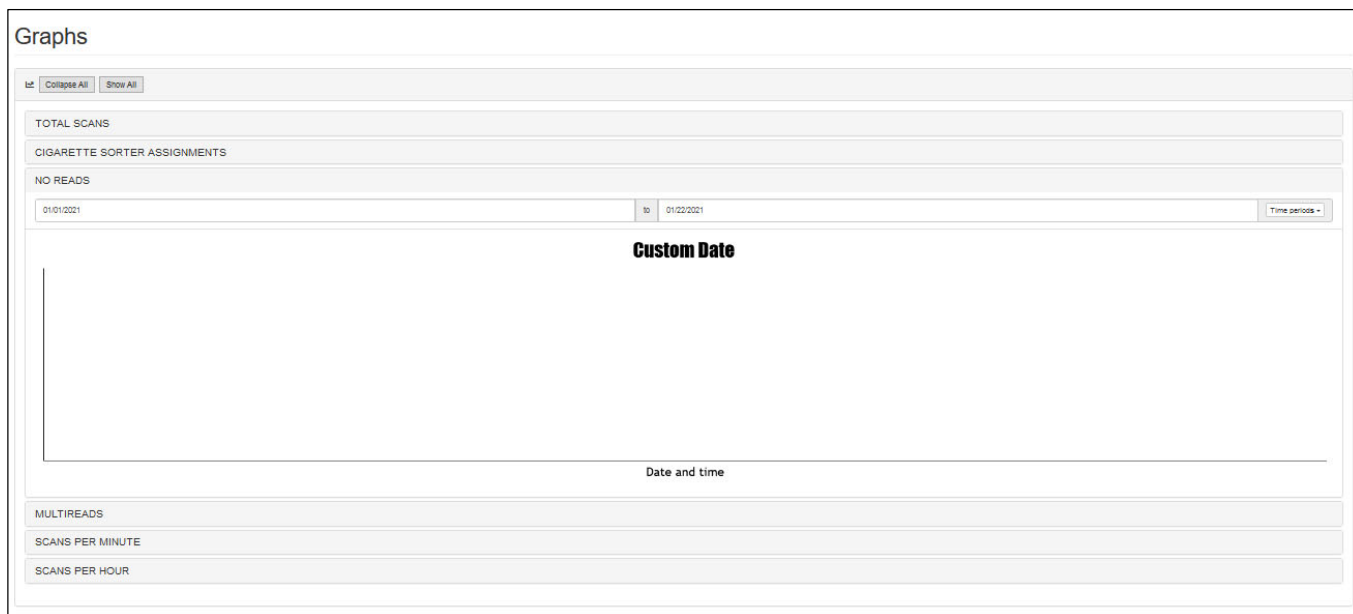 Graphs
Collapse All Show All
TOTAL SCANS
CIGARETTE SORTER ASSIGNMENTS
NO READS
01/01/2021 to 01/22/2021 Time periods
Custom Date
Date and time
MULTIREADS
SCANS PER MINUTE
SCANS PER HOUR